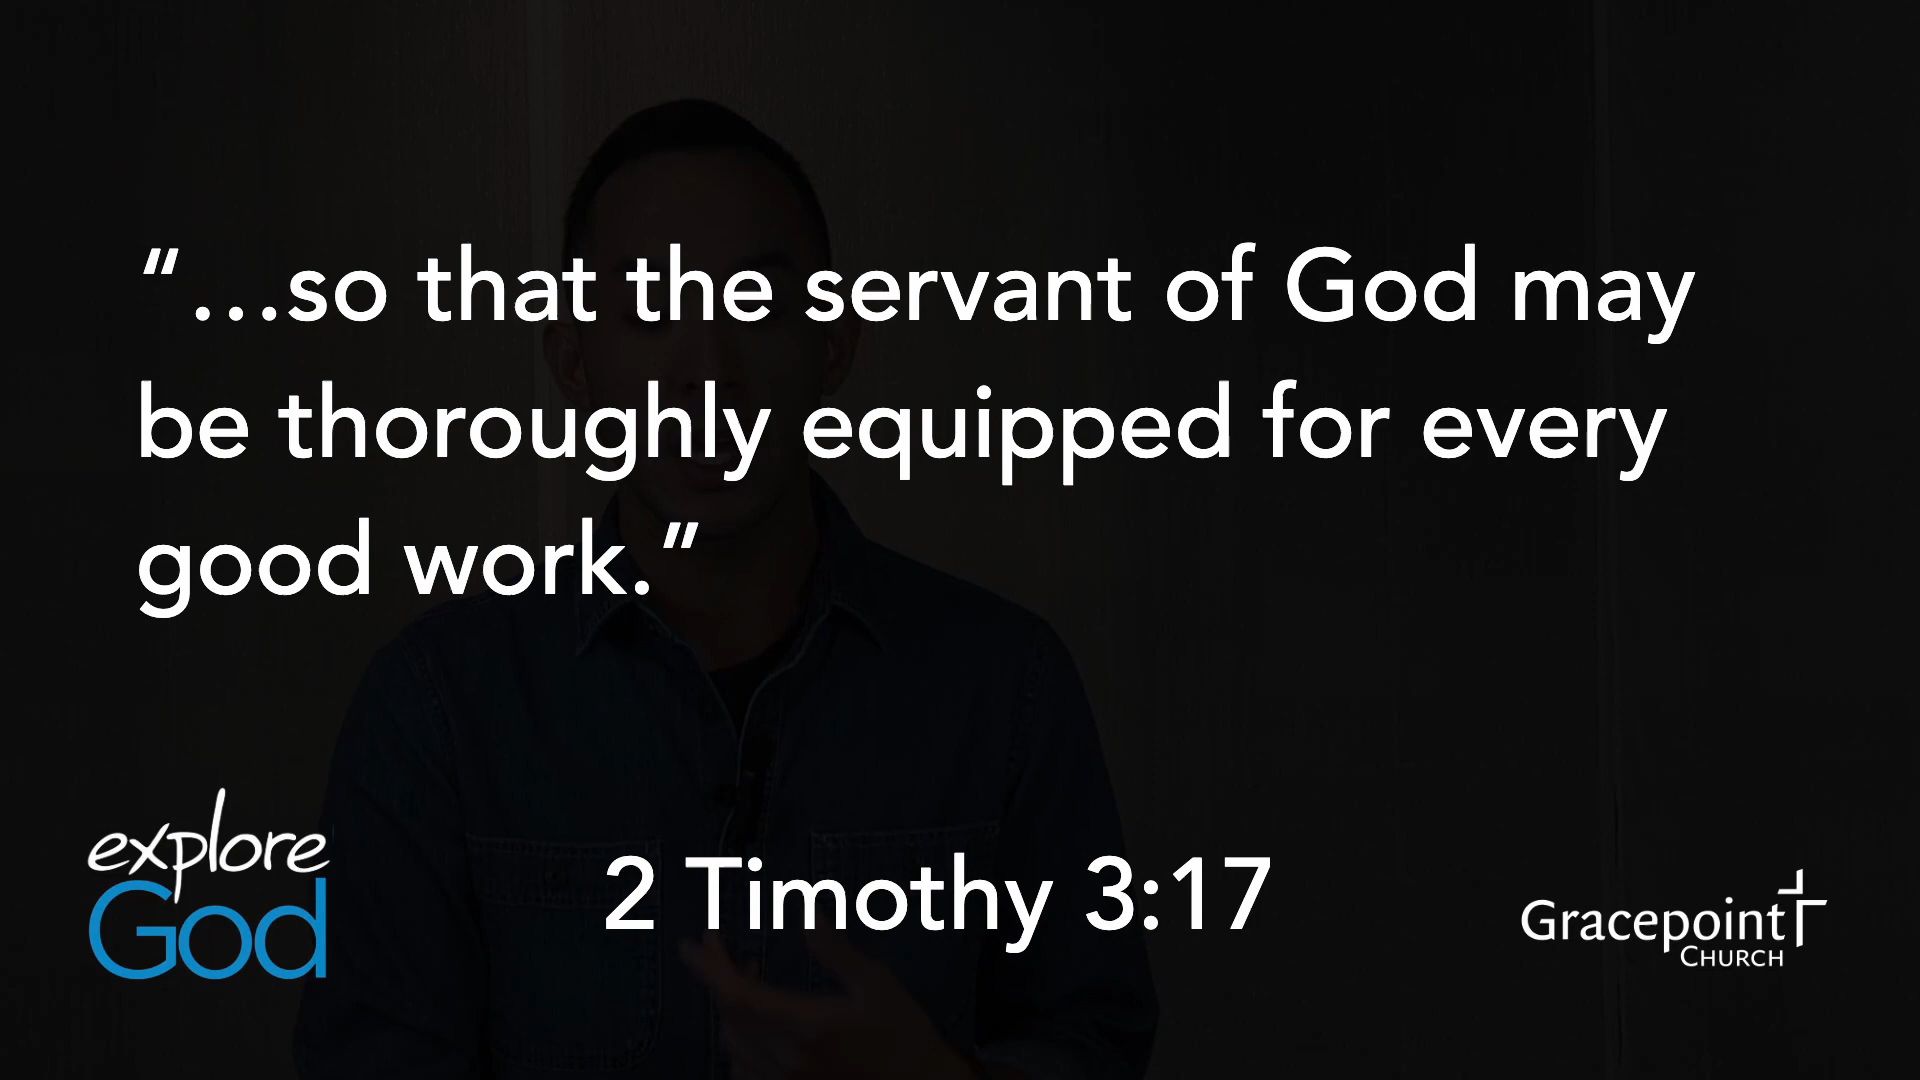 “…so that the servant of God may
be thoroughly equipped for every
good work.”
explore
God
2 Timothy 3:17
Gracepoint
CHURCH